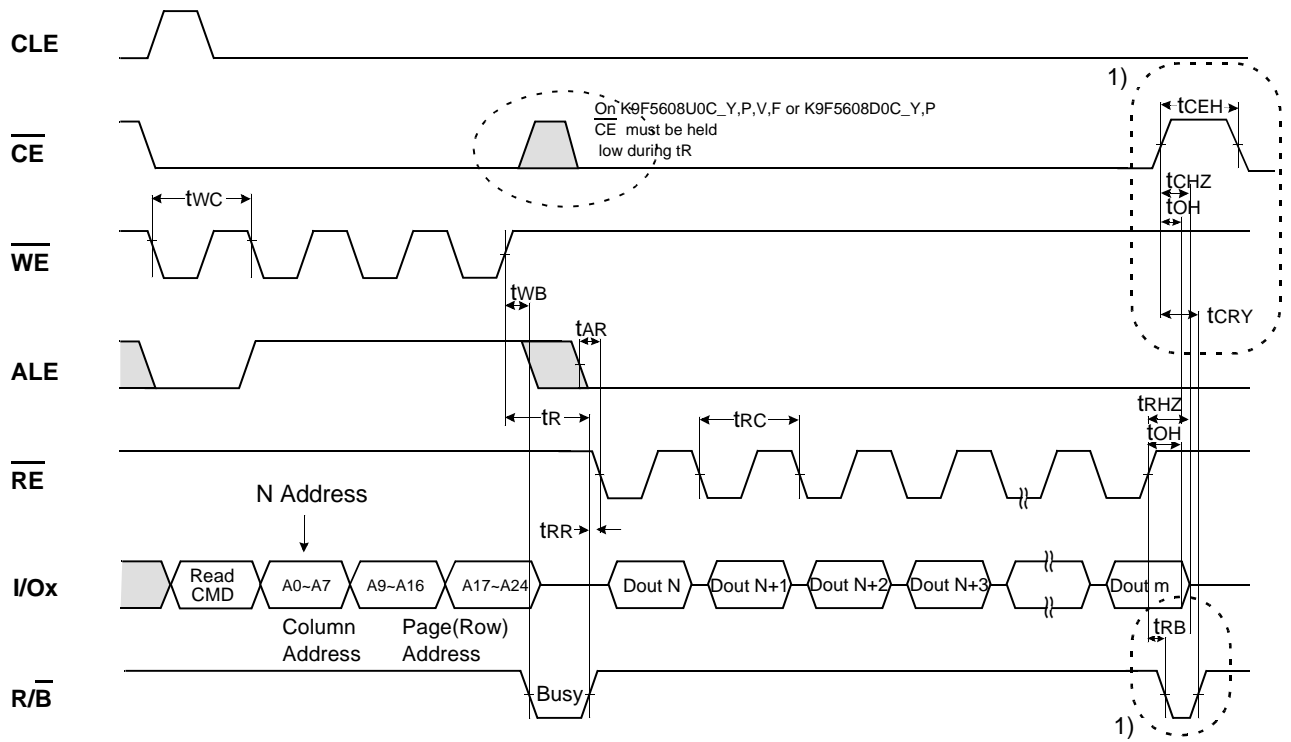 CLE
1)
tCEH
On K9F5608U0C_Y,P,V,F or K9F5608D0C_Y,P
CE must be held
low during tR
CE
tCHZ
tOH
tWC
WE
tWB
tCRY
tAR
ALE
tR
tRC
tRHZ
tOH
RE
N Address
tRR
I/Ox
Read
CMD
A0~A7
A9~A16
A17~A24
Dout N
Dout N+1
Dout N+2
Dout N+3
Dout m
Column
Address
Page(Row)
Address
tRB
R/B
Busy
1)